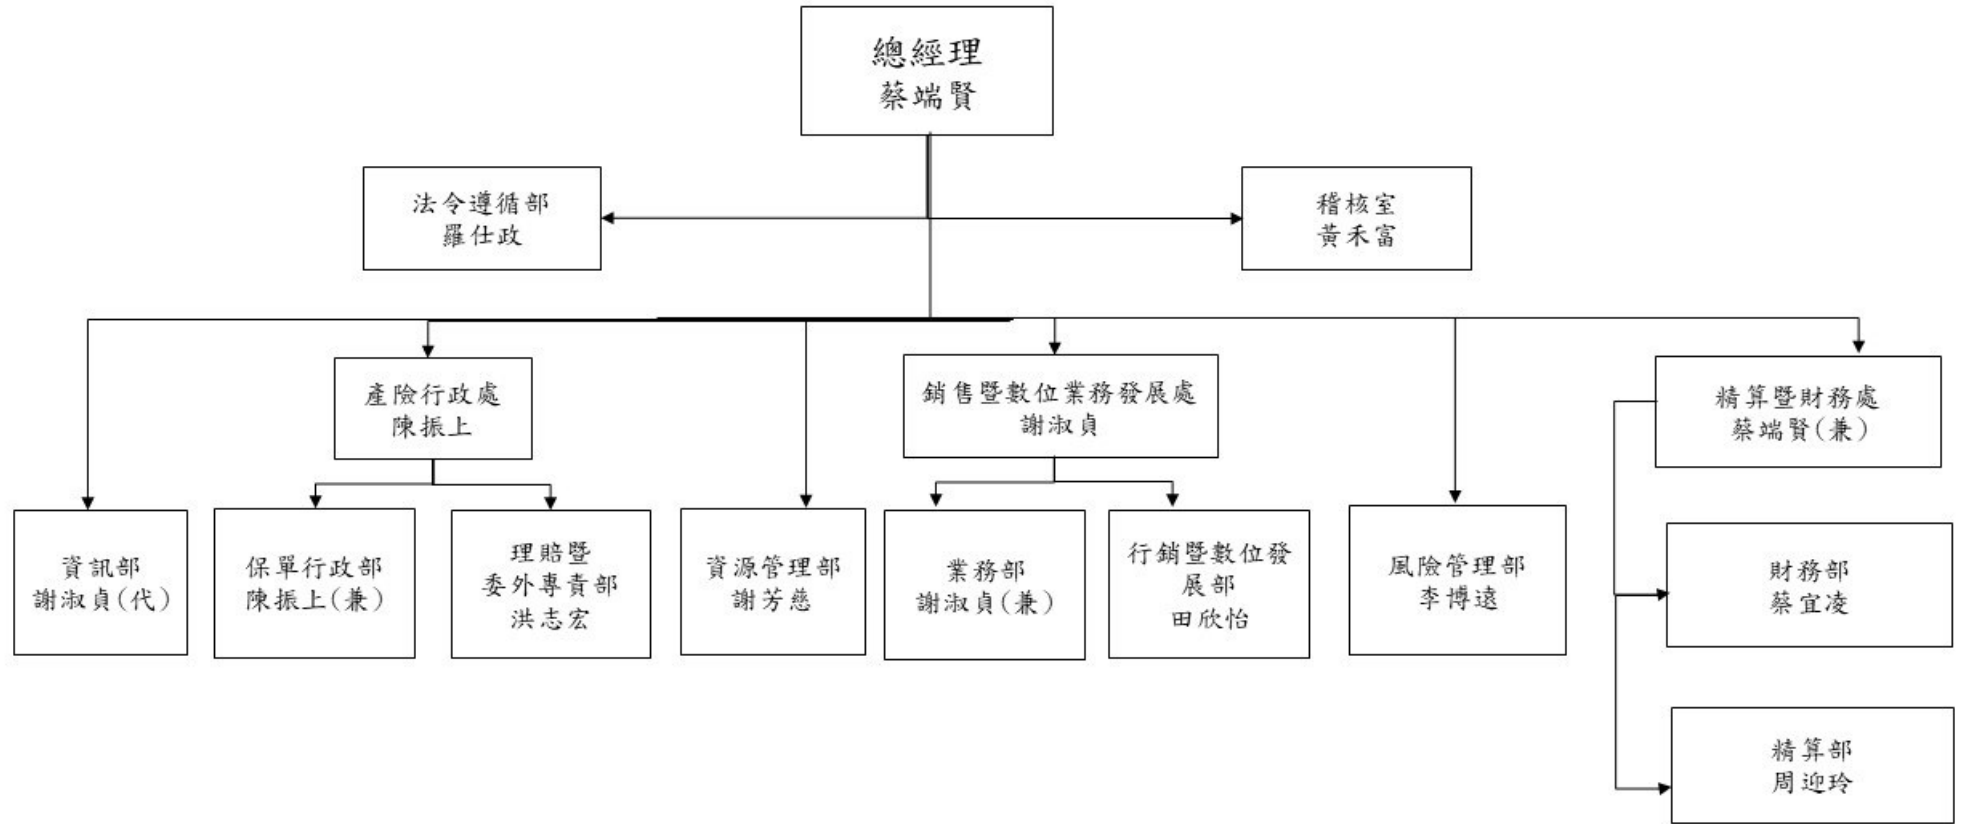 總經理
蔡端賢
法令遵循部
羅仕政
稽核室
黃禾富
產險行政處
陳振上
銷售暨數位業務發展處
謝淑貞
精算暨財務處
蔡端賢(兼)
資訊部
謝淑貞(代)
保單行政部
陳振上(兼)
理賠暨
委外專責部
洪志宏
資源管理部
謝芳慈
業務部
謝淑貞(兼)
行銷暨數位發
展部
田欣怡
風險管理部
李博遠
財務部
蔡宜凌
精算部
周迎玲